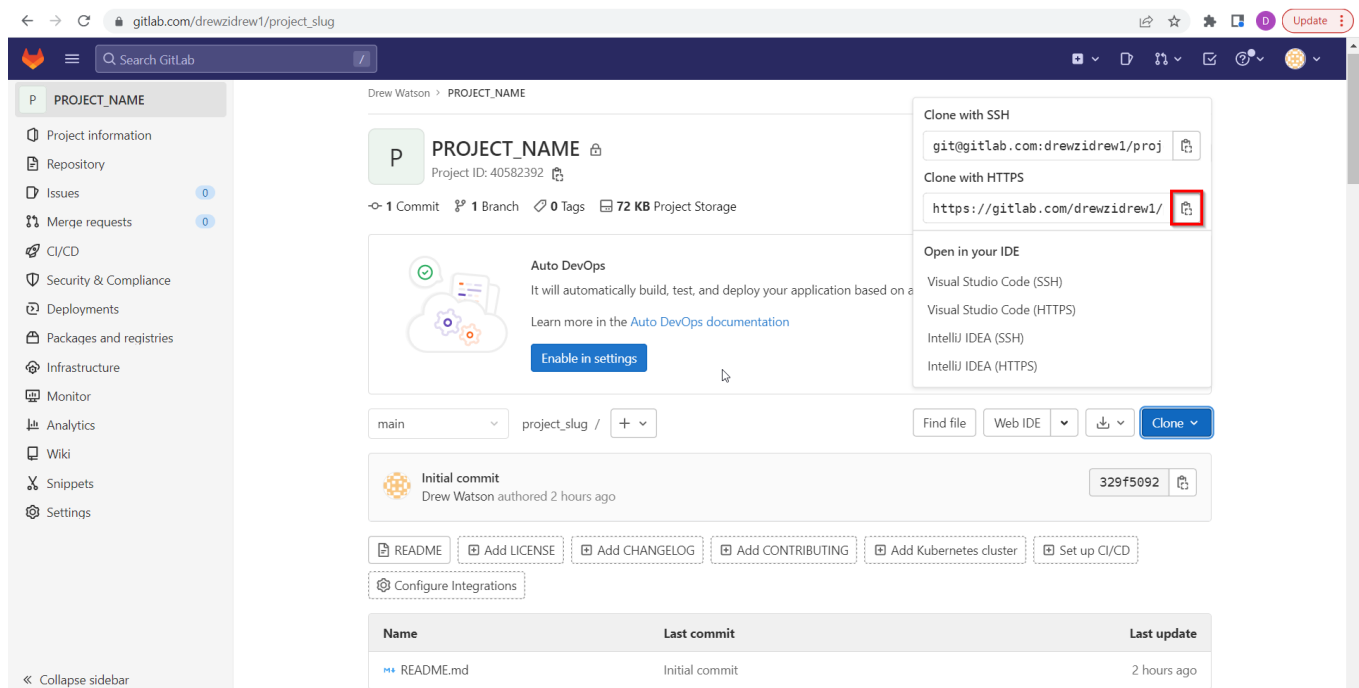 gitlab.com/drewzidrew1/project_slug
D
Update
Search GitLab
/
P PROJECT_NAME
Project information
Repository
Issues 0
Merge requests 0
CI/CD
Security & Compliance
Deployments
Packages and registries
Infrastructure
Monitor
Analytics
Wiki
Snippets
Settings
« Collapse sidebar
Drew Watson > PROJECT_NAME
P
PROJECT_NAME
Project ID: 40582392
1 Commit 1 Branch 0 Tags 72 KB Project Storage
Auto DevOps
It will automatically build, test, and deploy your application based on a
Learn more in the Auto DevOps documentation
Enable in settings
Clone with SSH
git@gitlab.com:drewzidrew1/proj
Clone with HTTPS
https://gitlab.com/drewzidrew1/
Open in your IDE
Visual Studio Code (SSH)
Visual Studio Code (HTTPS)
IntelliJ IDEA (SSH)
IntelliJ IDEA (HTTPS)
main project_slug / + Find file Web IDE Clone
Initial commit
Drew Watson authored 2 hours ago
329f5092
README Add LICENSE Add CHANGELOG Add CONTRIBUTING Add Kubernetes cluster Set up CI/CD
Configure Integrations
Name Last commit Last update
README.md Initial commit 2 hours ago